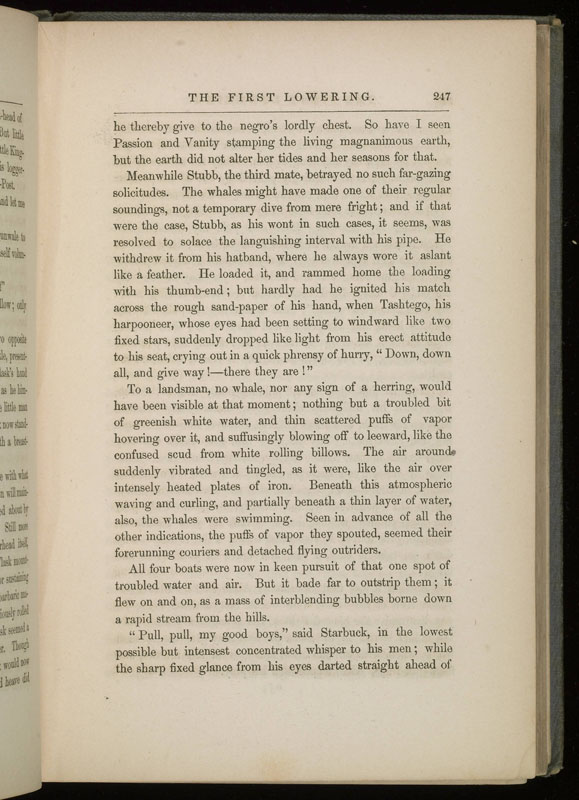 THE FIRST LOWERING. 247
he thereby give to the negro's lordly chest. So have I seen
Passion and Vanity stamping the living magnanimous earth,
but the earth did not alter her tides and her seasons for that.
Meanwhile Stubb, the third mate, betrayed no such far-gazing
solicitudes. The whales might have made one of their regular
soundings, not a temporary dive from mere fright; and if that
were the case, Stubb, as his wont in such cases, it seems, was
resolved to solace the languishing interval with his pipe. He
withdrew it from his hatband, where he always wore it aslant
like a feather. He loaded it, and rammed home the loading
with his thumb-end; but hardly had he ignited his match
across the rough sand-paper of his hand, when Tashtego, his
harpooneer, whose eyes had been setting to windward like two
fixed stars, suddenly dropped like light from his erect attitude
to his seat, crying out in a quick phrensy of hurry, "Down, down
all, and give way!—there they are!"
To a landsman, no whale, nor any sign of a herring, would
have been visible at that moment; nothing but a troubled bit
of greenish white water, and thin scattered puffs of vapor
hovering over it, and suffusingly blowing off to leeward, like the
confused scud from white rolling billows. The air around
suddenly vibrated and tingled, as it were, like the air over
intensely heated plates of iron. Beneath this atmospheric
waving and curling, and partially beneath a thin layer of water,
also, the whales were swimming. Seen in advance of all the
other indications, the puffs of vapor they spouted, seemed their
forerunning couriers and detached flying outriders.
All four boats were now in keen pursuit of that one spot of
troubled water and air. But it bade far to outstrip them; it
flew on and on, as a mass of interblending bubbles borne down
a rapid stream from the hills.
"Pull, pull, my good boys," said Starbuck, in the lowest
possible but intensest concentrated whisper to his men; while
the sharp fixed glance from his eyes darted straight ahead of